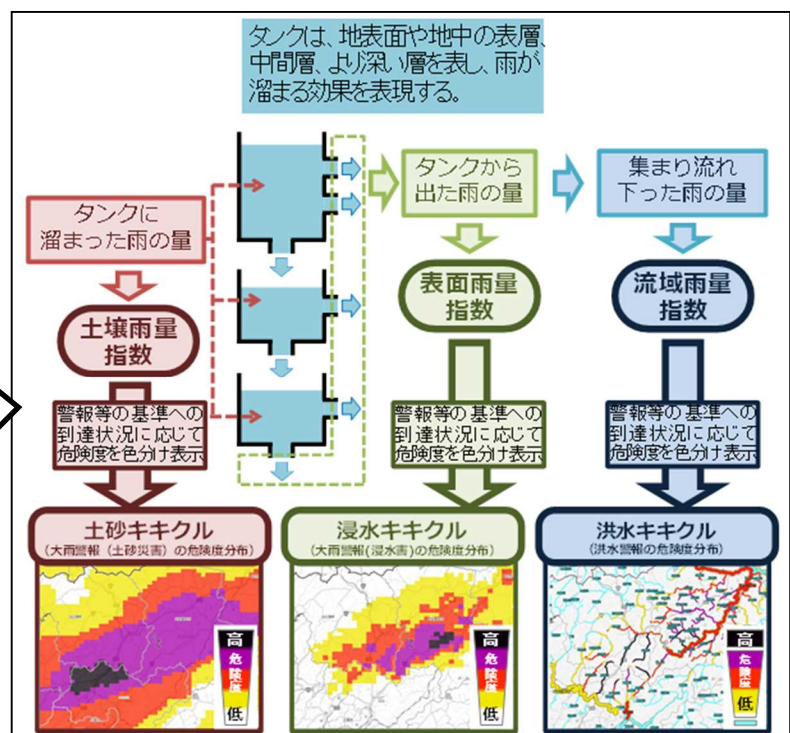 タンクは、地表面や地中の表層、
中間層、より深い層を表し、雨が
溜まる効果を表現する。
タンクに
溜まった雨の量
タンクから
出た雨の量
集まり流れ
下った雨の量
土壌雨量
指数
表面雨量
指数
流域雨量
指数
警報等の基準への
到達状況に応じて
危険度を色分け表示
警報等の基準への
到達状況に応じて
危険度を色分け表示
警報等の基準への
到達状況に応じて
危険度を色分け表示
土砂キキクル
(大雨警報（土砂災害）の危険度分布)
浸水キキクル
(大雨警報(浸水害)の危険度分布)
洪水キキクル
(洪水警報の危険度分布)
高
危険度
低
高
危険度
低
高
危険度
低